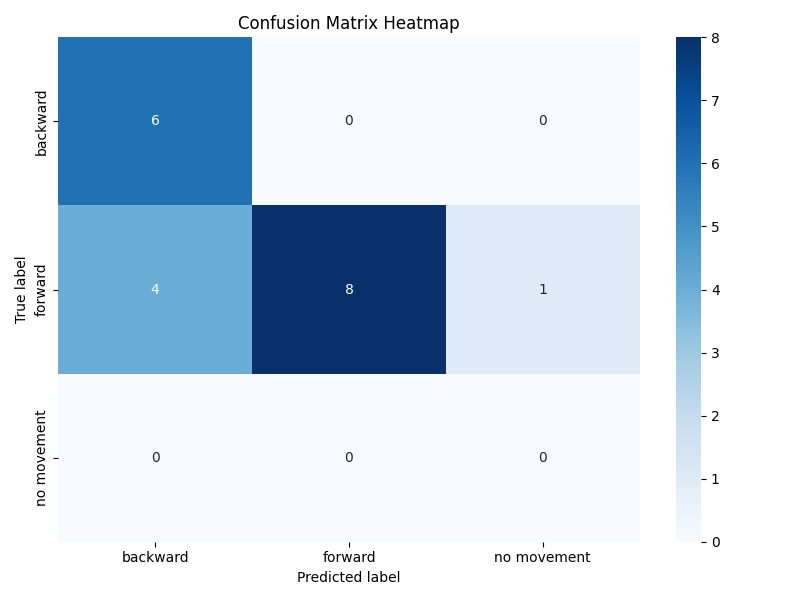 Confusion Matrix Heatmap
backward
forward
no movement
True label
6 0 0
4 8 1
0 0 0
backward forward no movement
Predicted label
8
7
6
5
4
3
2
1
0